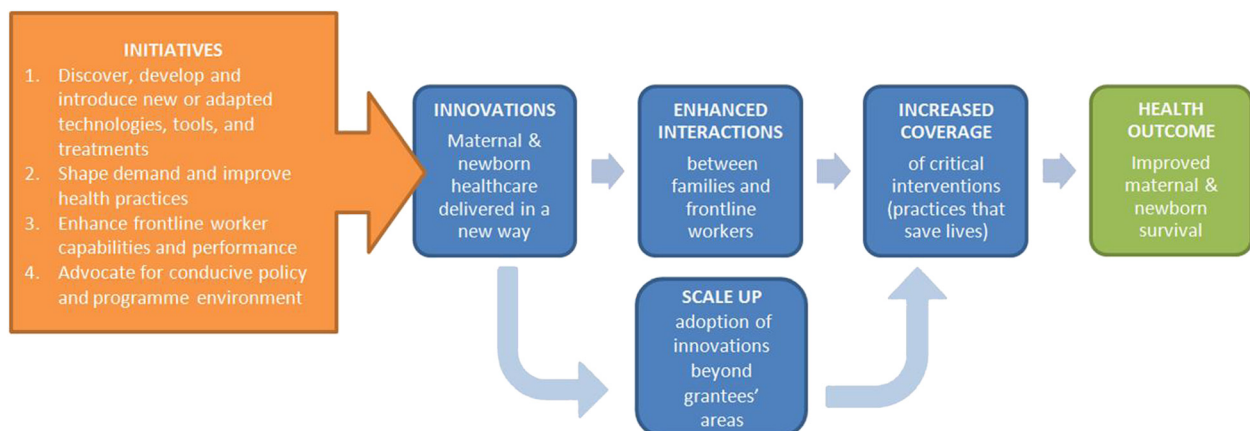 INITIATIVES
1. Discover, develop and
introduce new or adapted
technologies, tools, and
treatments
2. Shape demand and improve
health practices
3. Enhance frontline worker
capabilities and performance
4. Advocate for conducive policy
and programme environment
INNOVATIONS
Maternal &
newborn
healthcare
delivered in a
new way
ENHANCED
INTERACTIONS
between
families and
frontline
workers
INCREASED
COVERAGE
of critical
interventions
(practices that
save lives)
HEALTH
OUTCOME
Improved
maternal &
newborn
survival
SCALE UP
adoption of
innovations
beyond
grantees'
areas